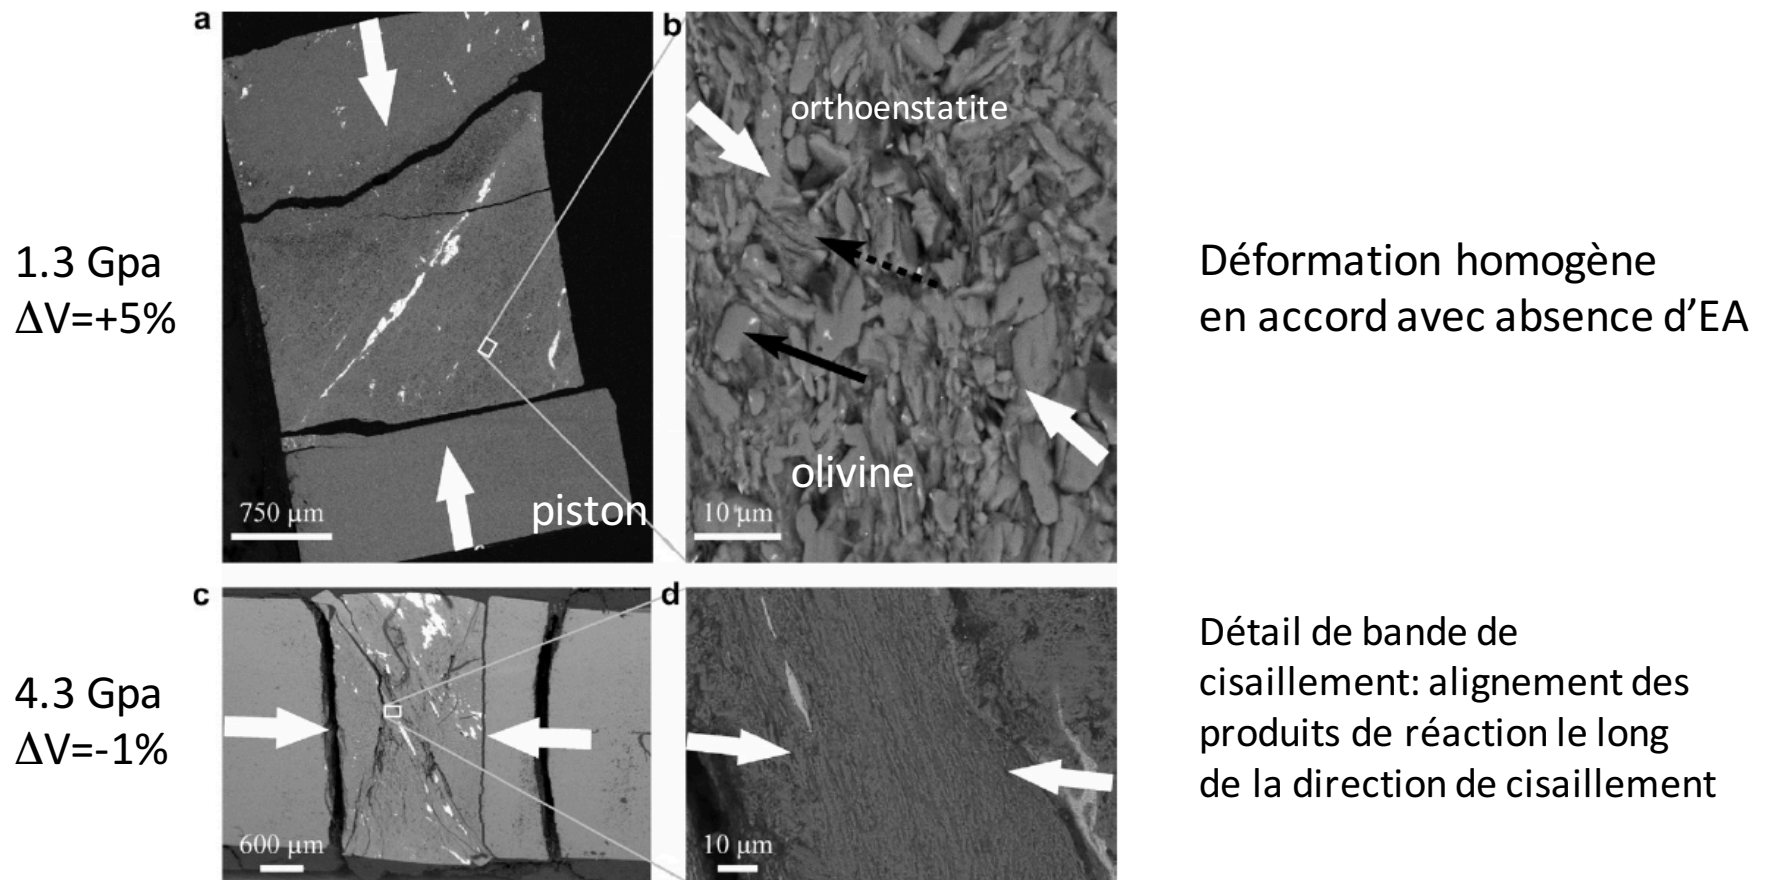 a
b
orthoenstatite
1.3 Gpa
ΔV=+5%
Déformation homogène
en accord avec absence d’EA
olivine
piston
750 µm
10 µm
c
d
4.3 Gpa
ΔV=-1%
Détail de bande de
cisaillement: alignement des
produits de réaction le long
de la direction de cisaillement
600 µm
10 µm